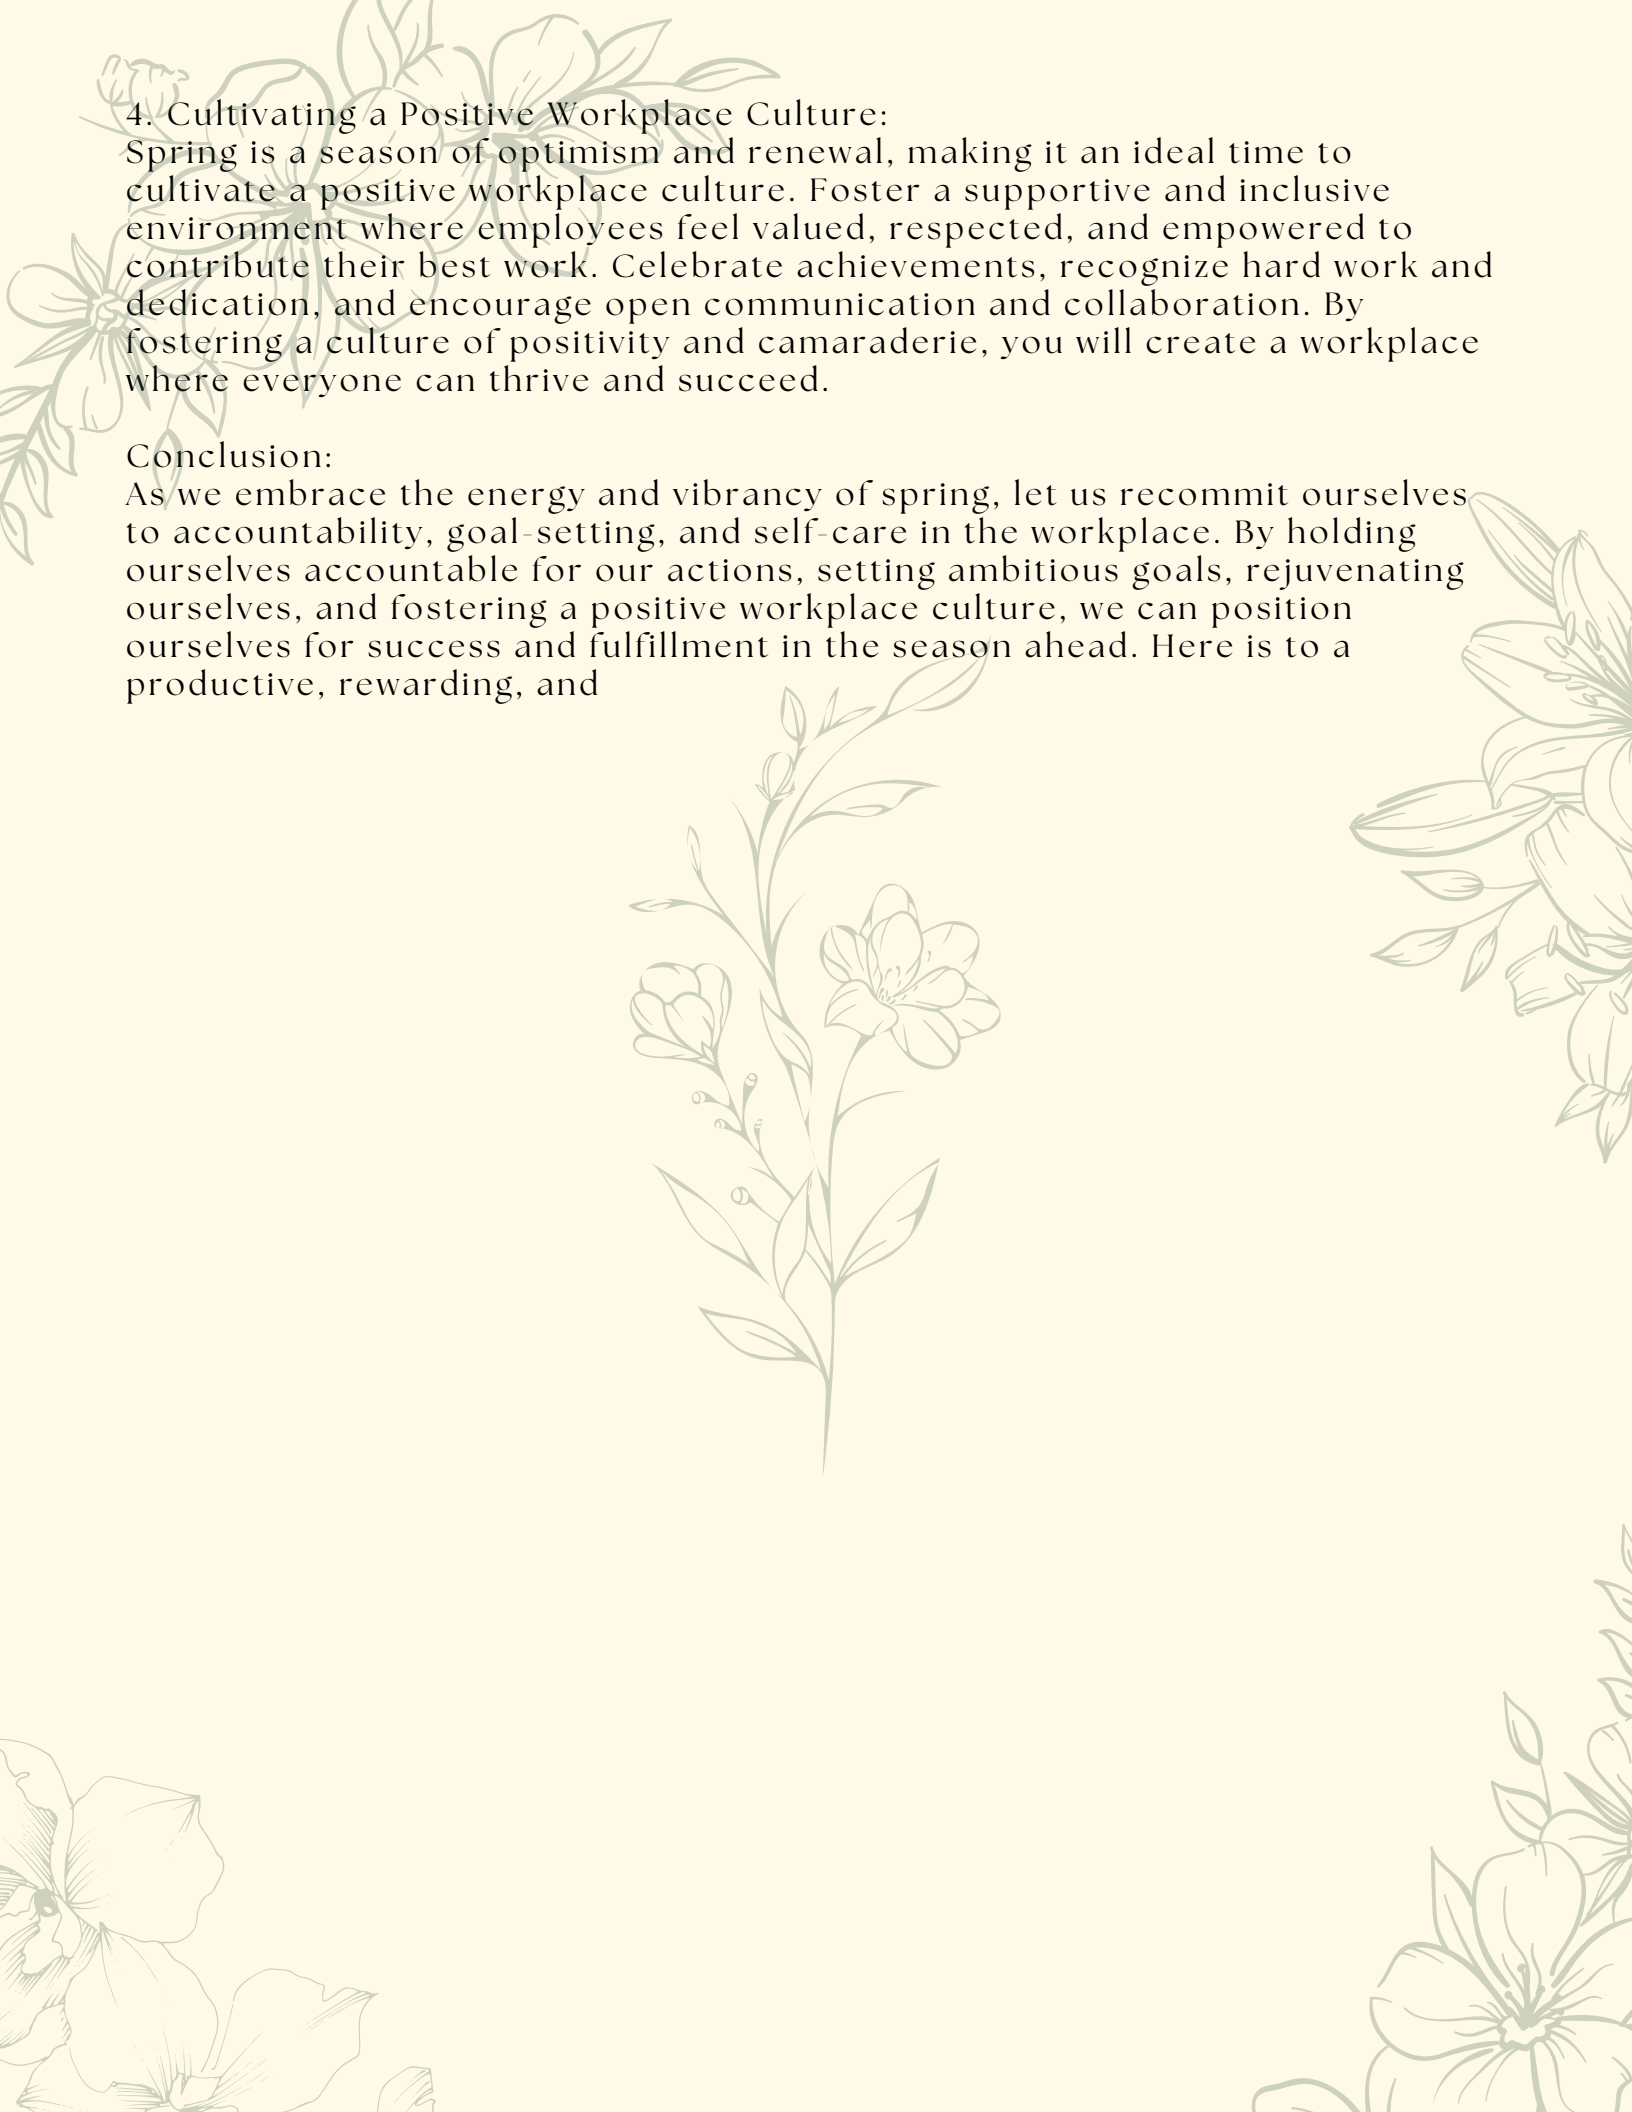 4. Cultivating a Positive Workplace Culture:
Spring is a season of optimism and renewal, making it an ideal time to
cultivate a positive workplace culture. Foster a supportive and inclusive
environment where employees feel valued, respected, and empowered to
contribute their best work. Celebrate achievements, recognize hard work and
dedication, and encourage open communication and collaboration. By
fostering a culture of positivity and camaraderie, you will create a workplace
where everyone can thrive and succeed.

Conclusion:
As we embrace the energy and vibrancy of spring, let us recommit ourselves
to accountability, goal-setting, and self-care in the workplace. By holding
ourselves accountable for our actions, setting ambitious goals, rejuvenating
ourselves, and fostering a positive workplace culture, we can position
ourselves for success and fulfillment in the season ahead. Here is to a
productive, rewarding, and